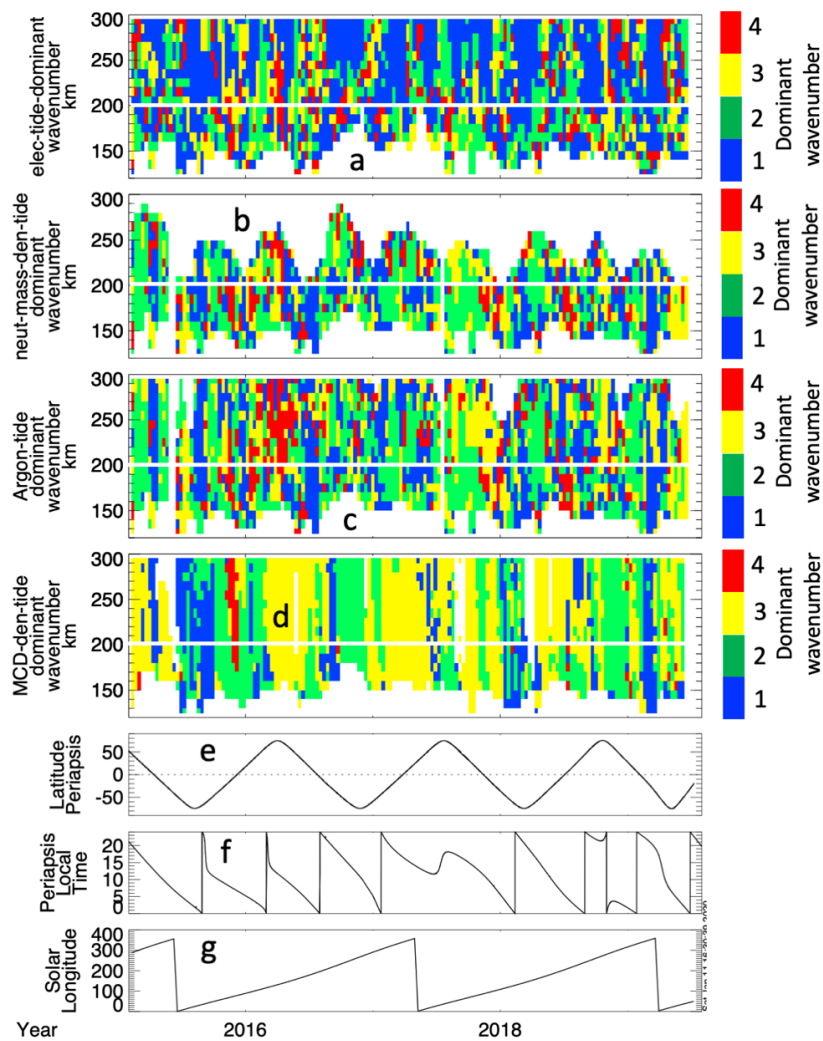 elec-tide-dominant
wavenumber
km
300
250
200
150
a
4
3
2
1
Dominant
wavenumber
neut-mass-den-tide
dominant
wavenumber
km
300
250
200
150
b
4
3
2
1
Dominant
wavenumber
Argon-tide
dominant
wavenumber
km
300
250
200
150
c
4
3
2
1
Dominant
wavenumber
MCD-den-tide
dominant
wavenumber
km
300
250
200
150
d
4
3
2
1
Dominant
wavenumber
Latitude
Periapsis
50
0
-50
e
Periapsis
Local
Time
20
15
10
5
0
f
Solar
Longitude
400
300
200
100
0
g
Year
2016
2018